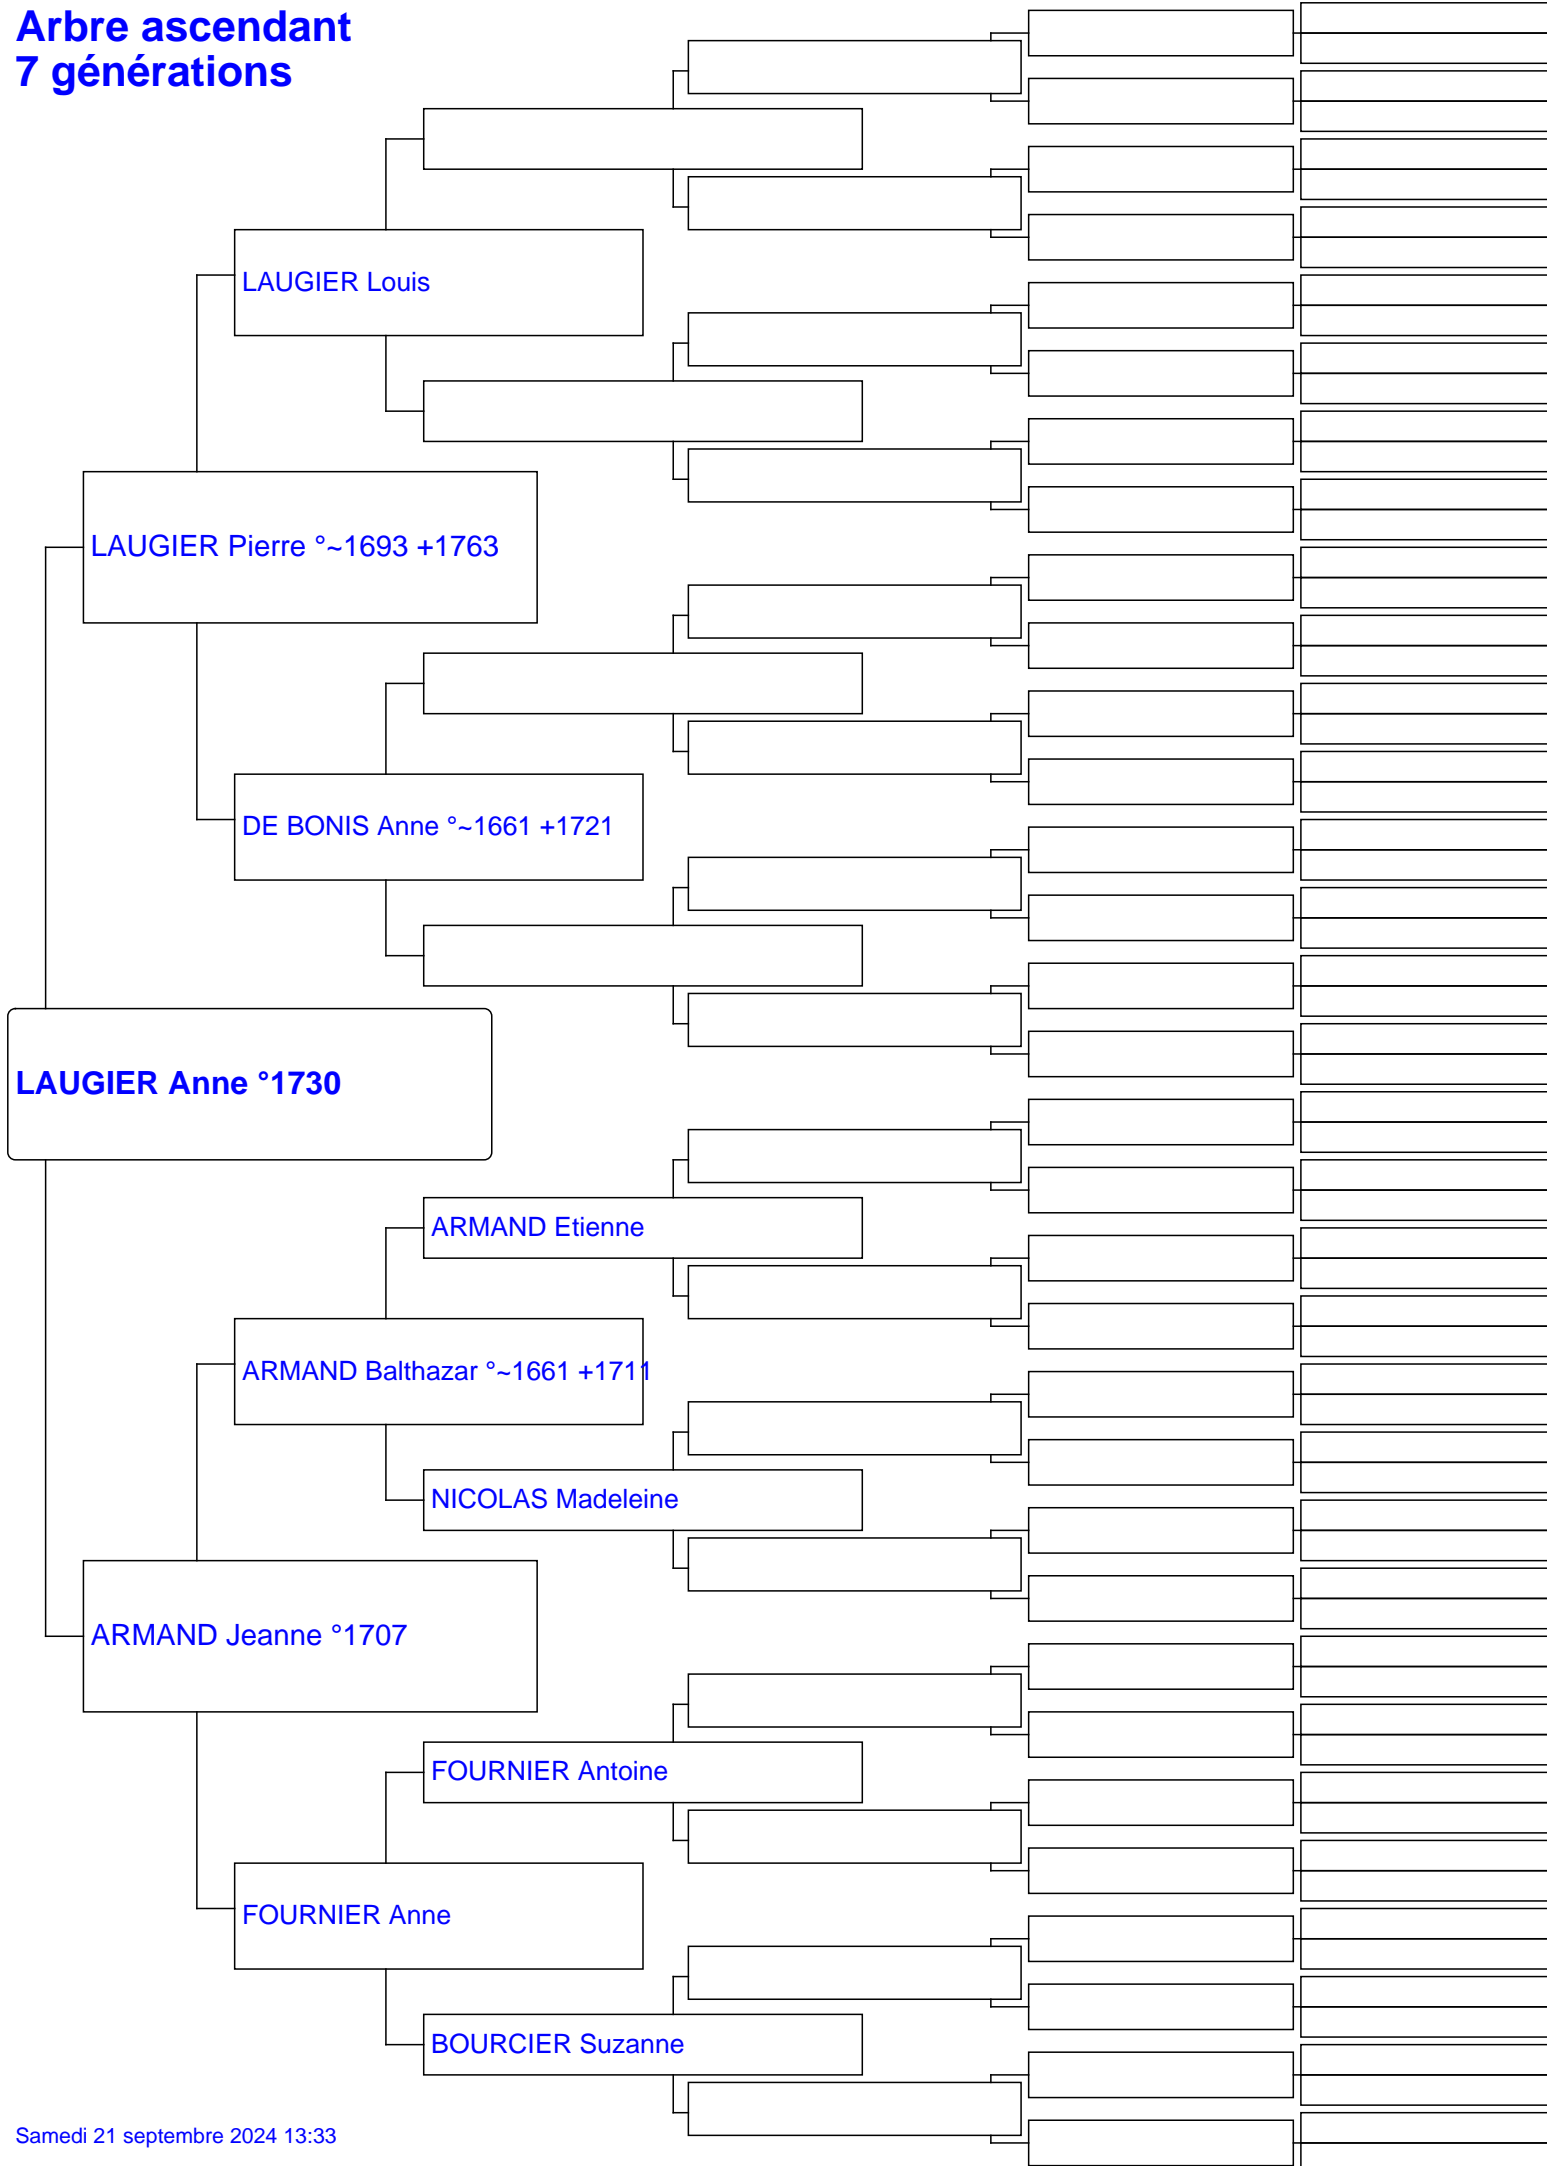 Arbre ascendant
7 générations
LAUGIER Louis
LAUGIER Pierre °~1693 +1763
DE BONIS Anne °~1661 +1721
LAUGIER Anne °1730
ARMAND Etienne
ARMAND Balthazar °~1661 +1711
NICOLAS Madeleine
ARMAND Jeanne °1707
FOURNIER Antoine
FOURNIER Anne
BOURCIER Suzanne
Samedi 21 septembre 2024 13:33